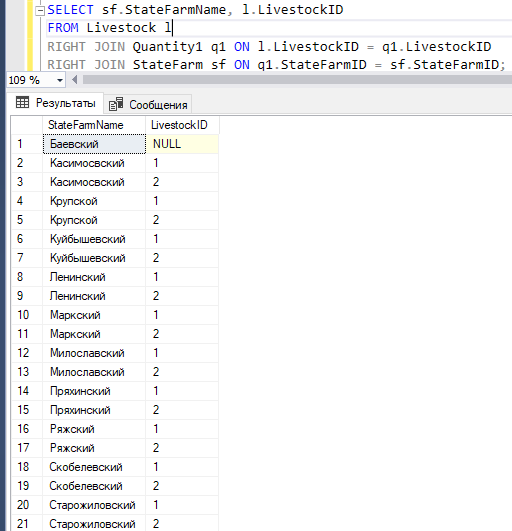 SELECT sf.StateFarmName, l.LivestockID
FROM Livestock l
RIGHT JOIN Quantity1 q1 ON l.LivestockID = q1.LivestockID
RIGHT JOIN StateFarm sf ON q1.StateFarmID = sf.StateFarmID;
109 %
Результаты Сообщения
StateFarmName LivestockID
1 Баевский NULL
2 Касимосвский 1
3 Касимосвский 2
4 Крупской 1
5 Крупской 2
6 Куйбышевский 1
7 Куйбышевский 2
8 Ленинский 1
9 Ленинский 2
10 Маркский 1
11 Маркский 2
12 Милославский 1
13 Милославский 2
14 Пряхинский 1
15 Пряхинский 2
16 Ряжский 1
17 Ряжский 2
18 Скобелевский 1
19 Скобелевский 2
20 Старожиловский 1
21 Старожиловский 2